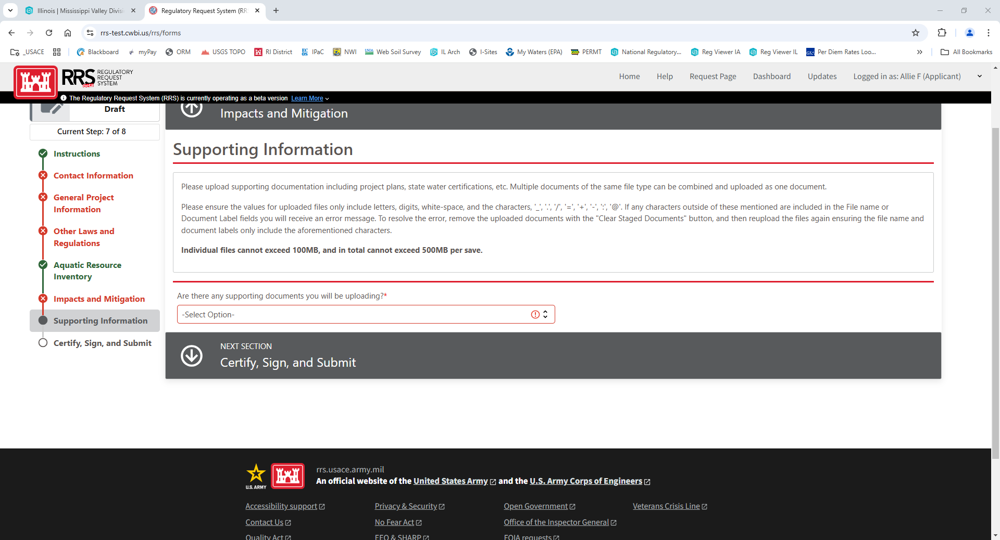 Illinois | Mississippi Valley Divisi
Regulatory Request System (RR
rrs-test.cwbi.us/rrs/forms
_USACE
Blackboard
myPay
ORM
USGS TOPO
RI District
IPaC
NWI
Web Soil Survey
IL Arch
I-Sites
My Waters (EPA)
PERMT
National Regulatory...
Reg Viewer IA
Reg Viewer IL
Per Diem Rates Loo...
All Bookmarks
RRS beta
REGULATORY
REQUEST
SYSTEM
Home
Help
Request Page
Dashboard
Updates
Logged in as: Allie F (Applicant)
The Regulatory Request System (RRS) is currently operating as a beta version Learn More
Draft
Current Step: 7 of 8
Instructions
Contact Information
General Project
Information
Other Laws and
Regulations
Aquatic Resource
Inventory
Impacts and Mitigation
Supporting Information
Certify, Sign, and Submit
Impacts and Mitigation
Supporting Information
Please upload supporting documentation including project plans, state water certifications, etc. Multiple documents of the same file type can be combined and uploaded as one document.
Please ensure the values for uploaded files only include letters, digits, white-space, and the characters, '_', '.', '/', '=', '+', '-', ':', '@'. If any characters outside of these mentioned are included in the File name or
Document Label fields you will receive an error message. To resolve the error, remove the uploaded documents with the "Clear Staged Documents" button, and then reupload the files again ensuring the file name and
document labels only include the aforementioned characters.
Individual files cannot exceed 100MB, and in total cannot exceed 500MB per save.
Are there any supporting documents you will be uploading?*
-Select Option-
NEXT SECTION
Certify, Sign, and Submit
U.S. ARMY
rrs.usace.army.mil
An official website of the United States Army and the U.S. Army Corps of Engineers
Accessibility support
Privacy & Security
Open Government
Veterans Crisis Line
Contact Us
No Fear Act
Office of the Inspector General
Quality Act
EEO & SHARP
FOIA requests